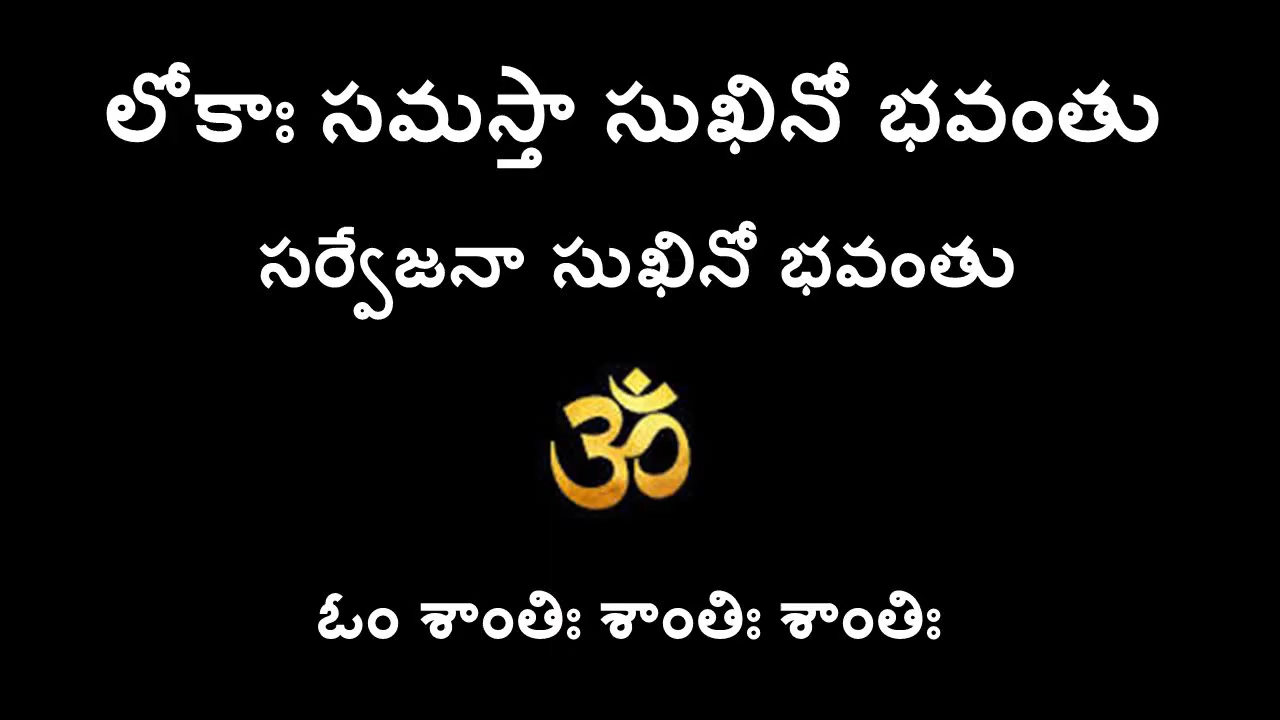 లోకాః సమస్తా సుఖినో భవంతు
సర్వేజనా సుఖినో భవంతు
ॐ
ఓం శాంతిః శాంతిః శాంతిః